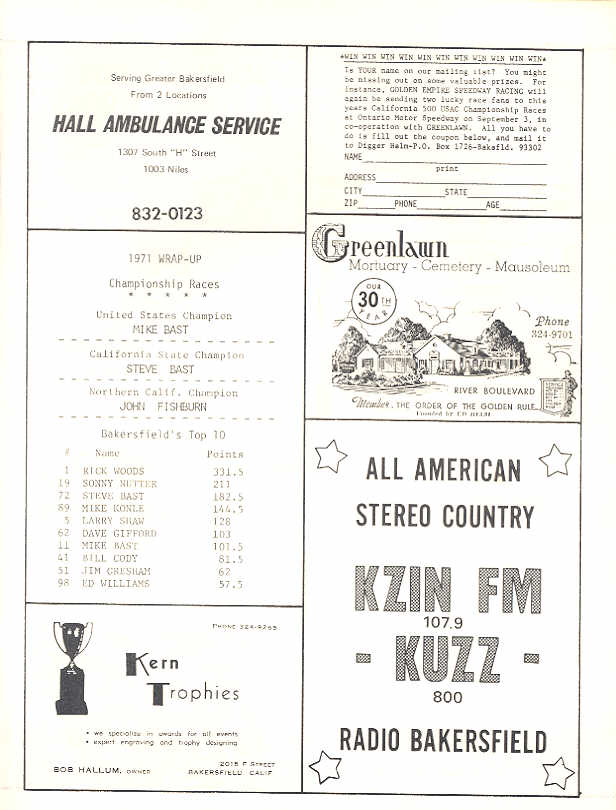 Serving Greater Bakersfield
From 2 Locations
HALL AMBULANCE SERVICE
1307 South "H" Street
1003 Niles
832-0123
1971 WRAP-UP
Championship Races
* * * * *
United States Champion
MIKE BAST
California State Champion
STEVE BAST
Northern Calif. Champion
JOHN FISHBURN
Bakersfield's Top 10
# Name Points
1 RICK WOODS 331.5
19 SONNY NUTTER 211
72 STEVE BAST 182.5
89 MIKE KONLE 144.5
5 LARRY SHAW 128
62 DAVE GIFFORD 103
11 MIKE BAST 101.5
41 BILL CODY 81.5
51 JIM GRESHAM 62
98 ED WILLIAMS 57.5
PHONE 324-9265
Kern
Trophies
• we specialize in awards for all events
• expert engraving and trophy designing
BOB HALLUM, OWNER
2015 F STREET
BAKERSFIELD, CALIF
*WIN WIN WIN WIN WIN WIN WIN WIN WIN WIN WIN*
Is YOUR name on our mailing list? You might
be missing out on some valuable prizes. For
instance, GOLDEN EMPIRE SPEEDWAY RACING will
again be sending two lucky race fans to this
years California 500 USAC Championship Races
at Ontario Motor Speedway on September 3, in
co-operation with GREENLAWN. All you have to
do is fill out the coupon below, and mail it
to Digger Helm-P.O. Box 1726-Baksfld. 93302
NAME
print
ADDRESS
CITY STATE
ZIP PHONE AGE
Greenlawn
Mortuary - Cemetery - Mausoleum
OUR
30TH
YEAR
Phone
324-9701
RIVER BOULEVARD
Member, THE ORDER OF THE GOLDEN RULE
Founded by ED HELM
ALL AMERICAN
STEREO COUNTRY
KZIN FM
107.9
- KUZZ -
800
RADIO BAKERSFIELD